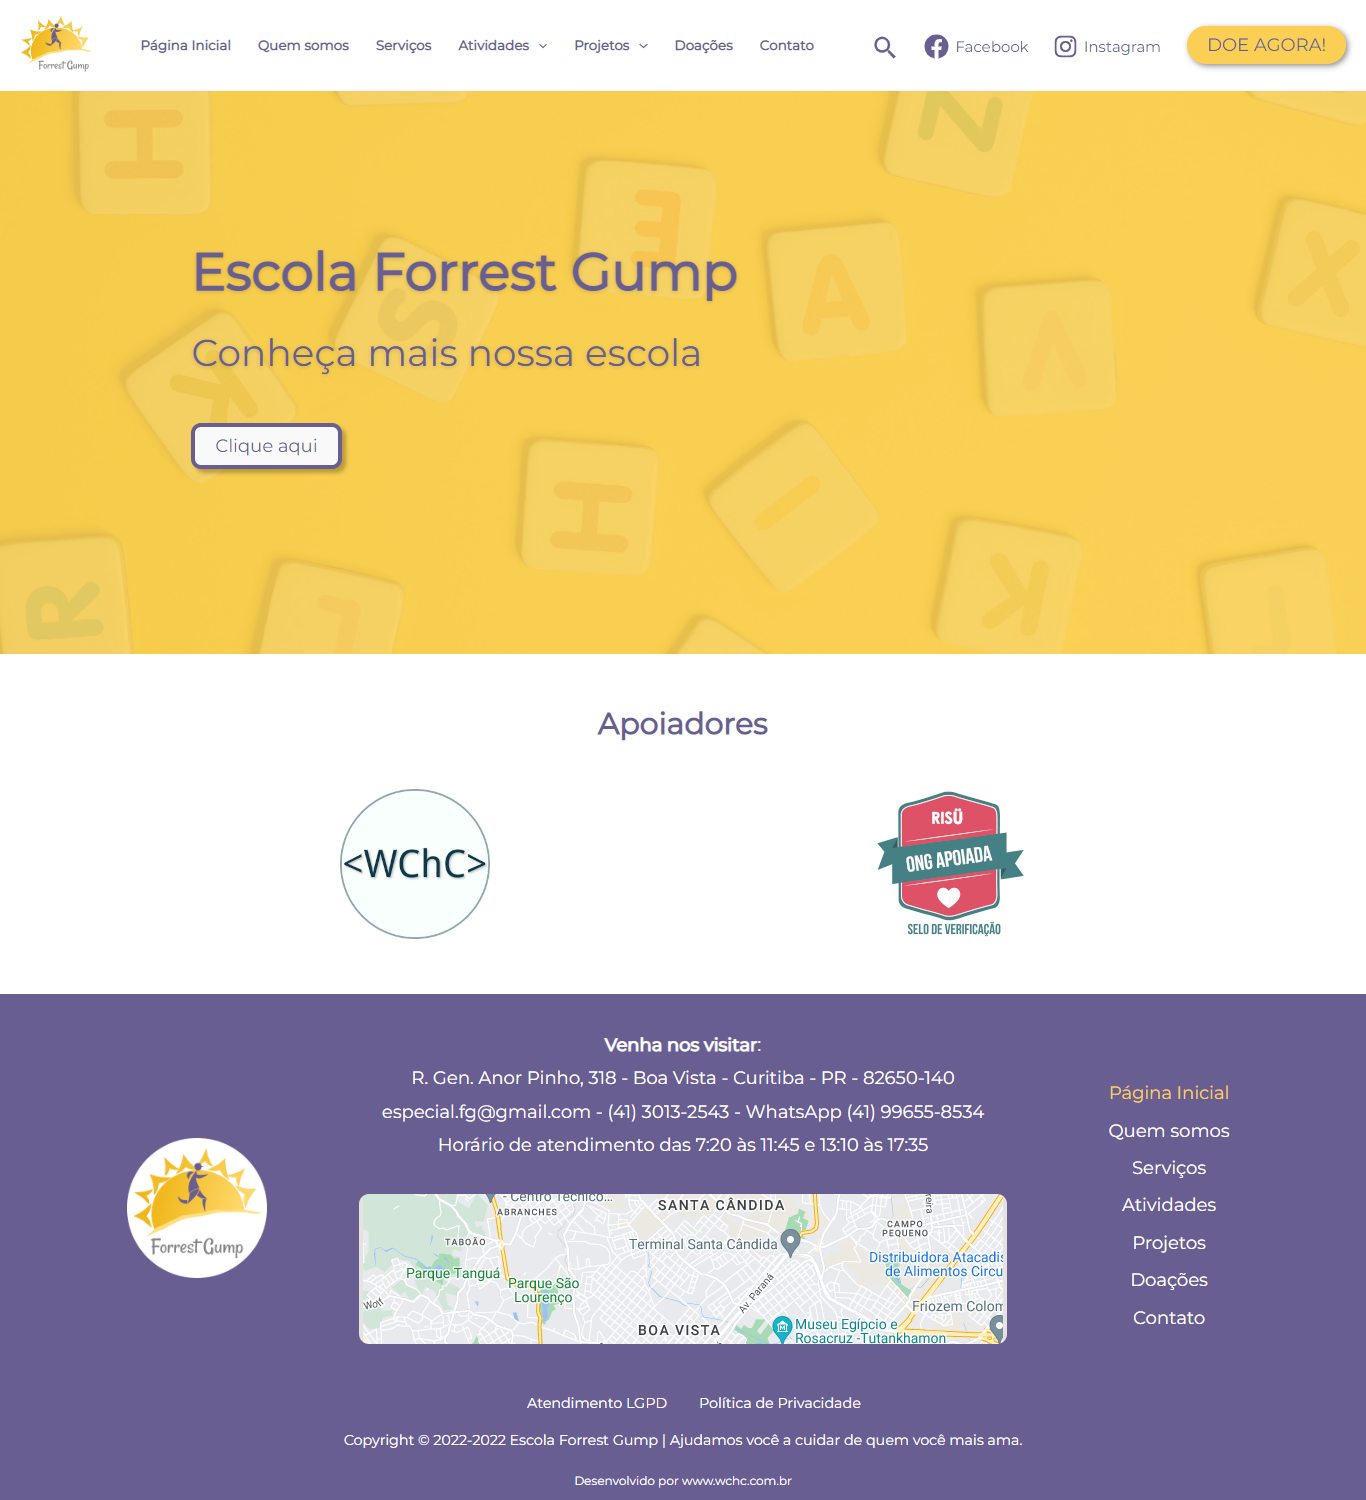 Forrest Gump
Página Inicial Quem somos Serviços Atividades Projetos Doações Contato Facebook Instagram DOE AGORA!
H
Z
E
A
X
S
V
K
Escola Forrest Gump
Conheça mais nossa escola
Clique aqui
H
I
K
R
L
Apoiadores
<WChC>
RISÜ
ONG APOIADA
SELO DE VERIFICAÇÃO
Venha nos visitar:
R. Gen. Anor Pinho, 318 - Boa Vista - Curitiba - PR - 82650-140
especial.fg@gmail.com - (41) 3013-2543 - WhatsApp (41) 99655-8534
Horário de atendimento das 7:20 às 11:45 e 13:10 às 17:35
Forrest Gump
- Centro Técnico...
ABRANCHES
SANTA CÂNDIDA
TABOÃO
Terminal Santa Cândida
CAMPO
PEQUENO
Distribuidora Atacadis
de Alimentos Circu
Parque Tanguá
Parque São
Lourenço
Wolf
Av. Paraná
Friozem Colom
BOA VISTA
Museu Egípcio e
Rosacruz -Tutankhamon
Página Inicial
Quem somos
Serviços
Atividades
Projetos
Doações
Contato
Atendimento LGPD Política de Privacidade
Copyright © 2022-2022 Escola Forrest Gump | Ajudamos você a cuidar de quem você mais ama.
Desenvolvido por www.wchc.com.br